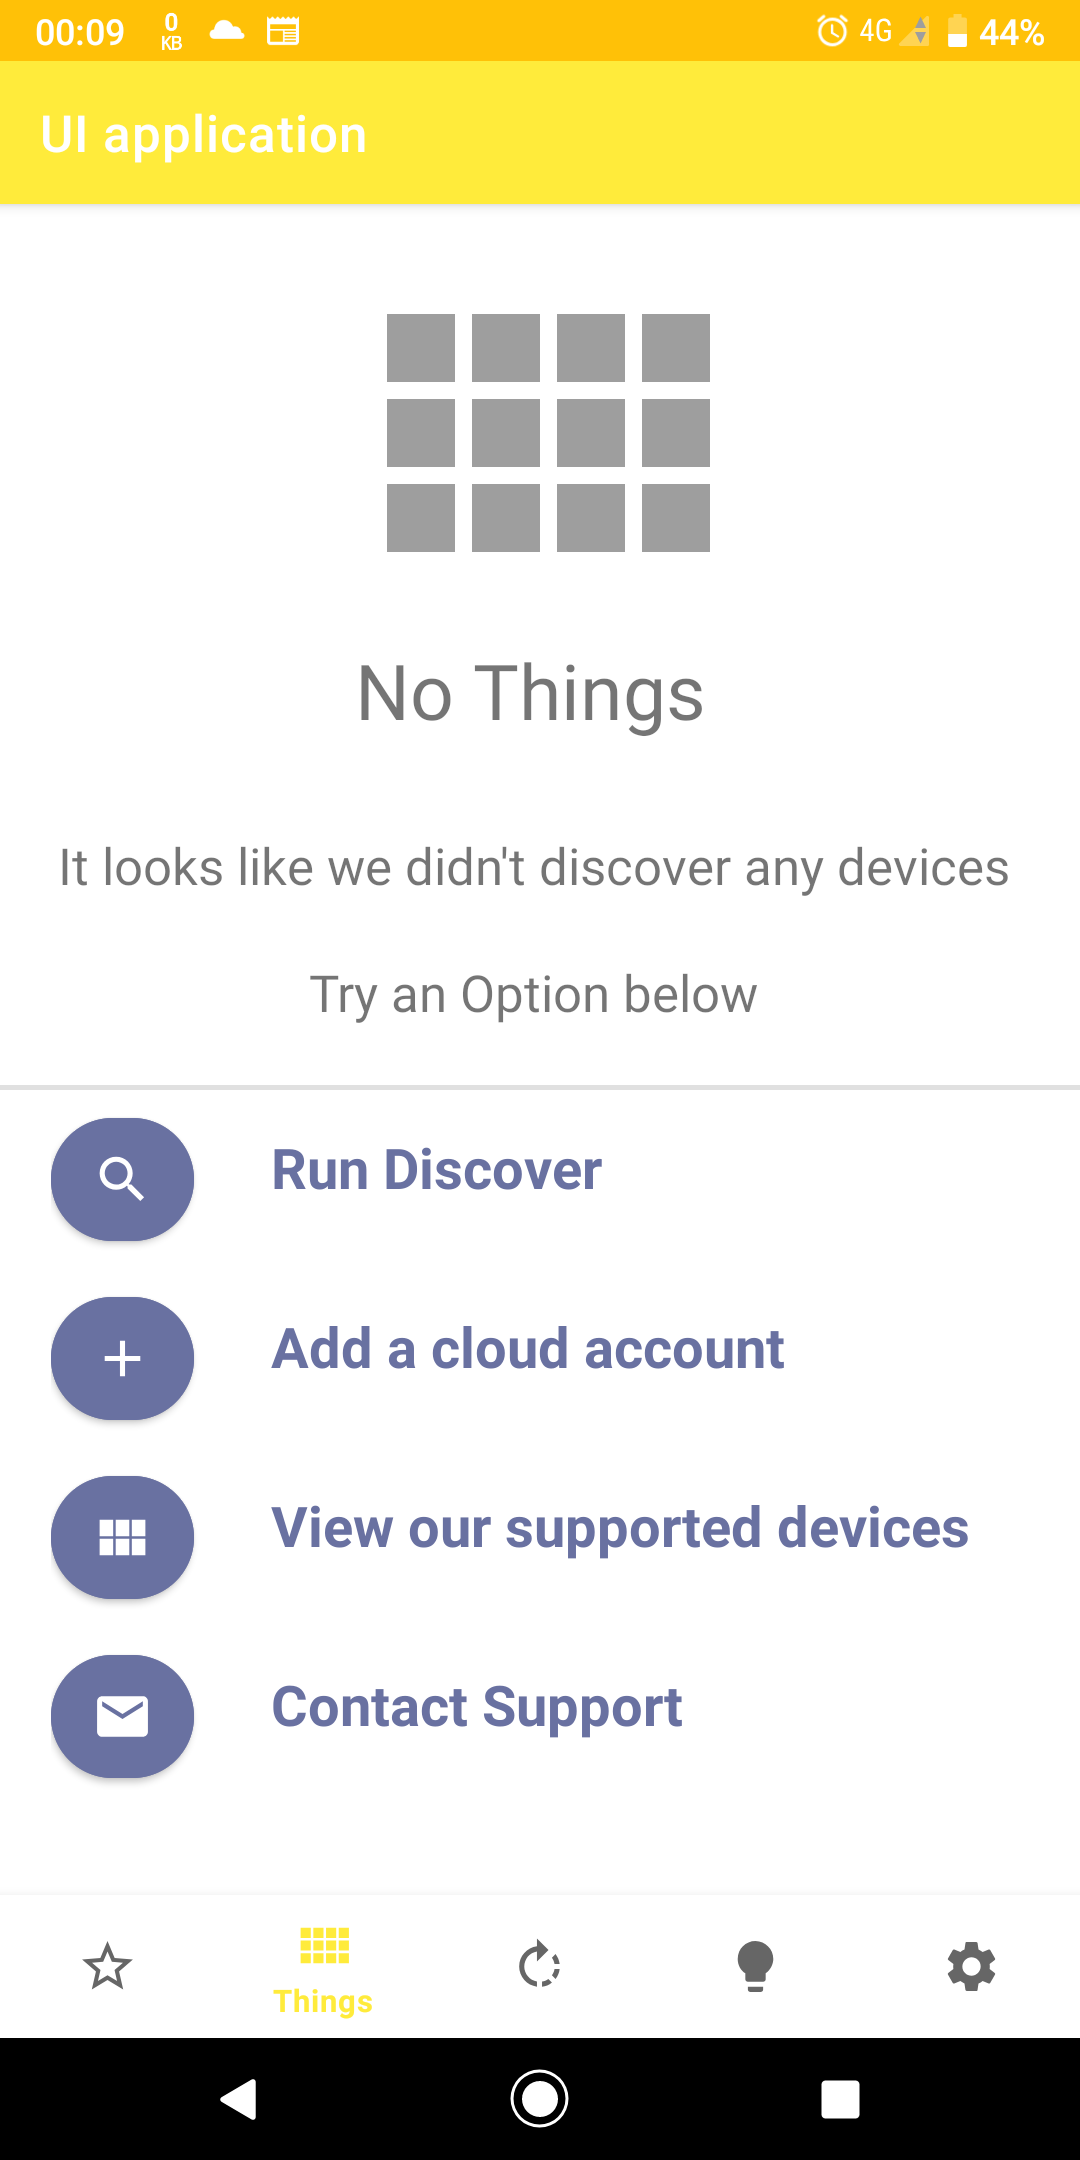 00:09 0 KB 4G 44%
UI application
No Things
It looks like we didn't discover any devices
Try an Option below
Run Discover
Add a cloud account
View our supported devices
Contact Support
Things